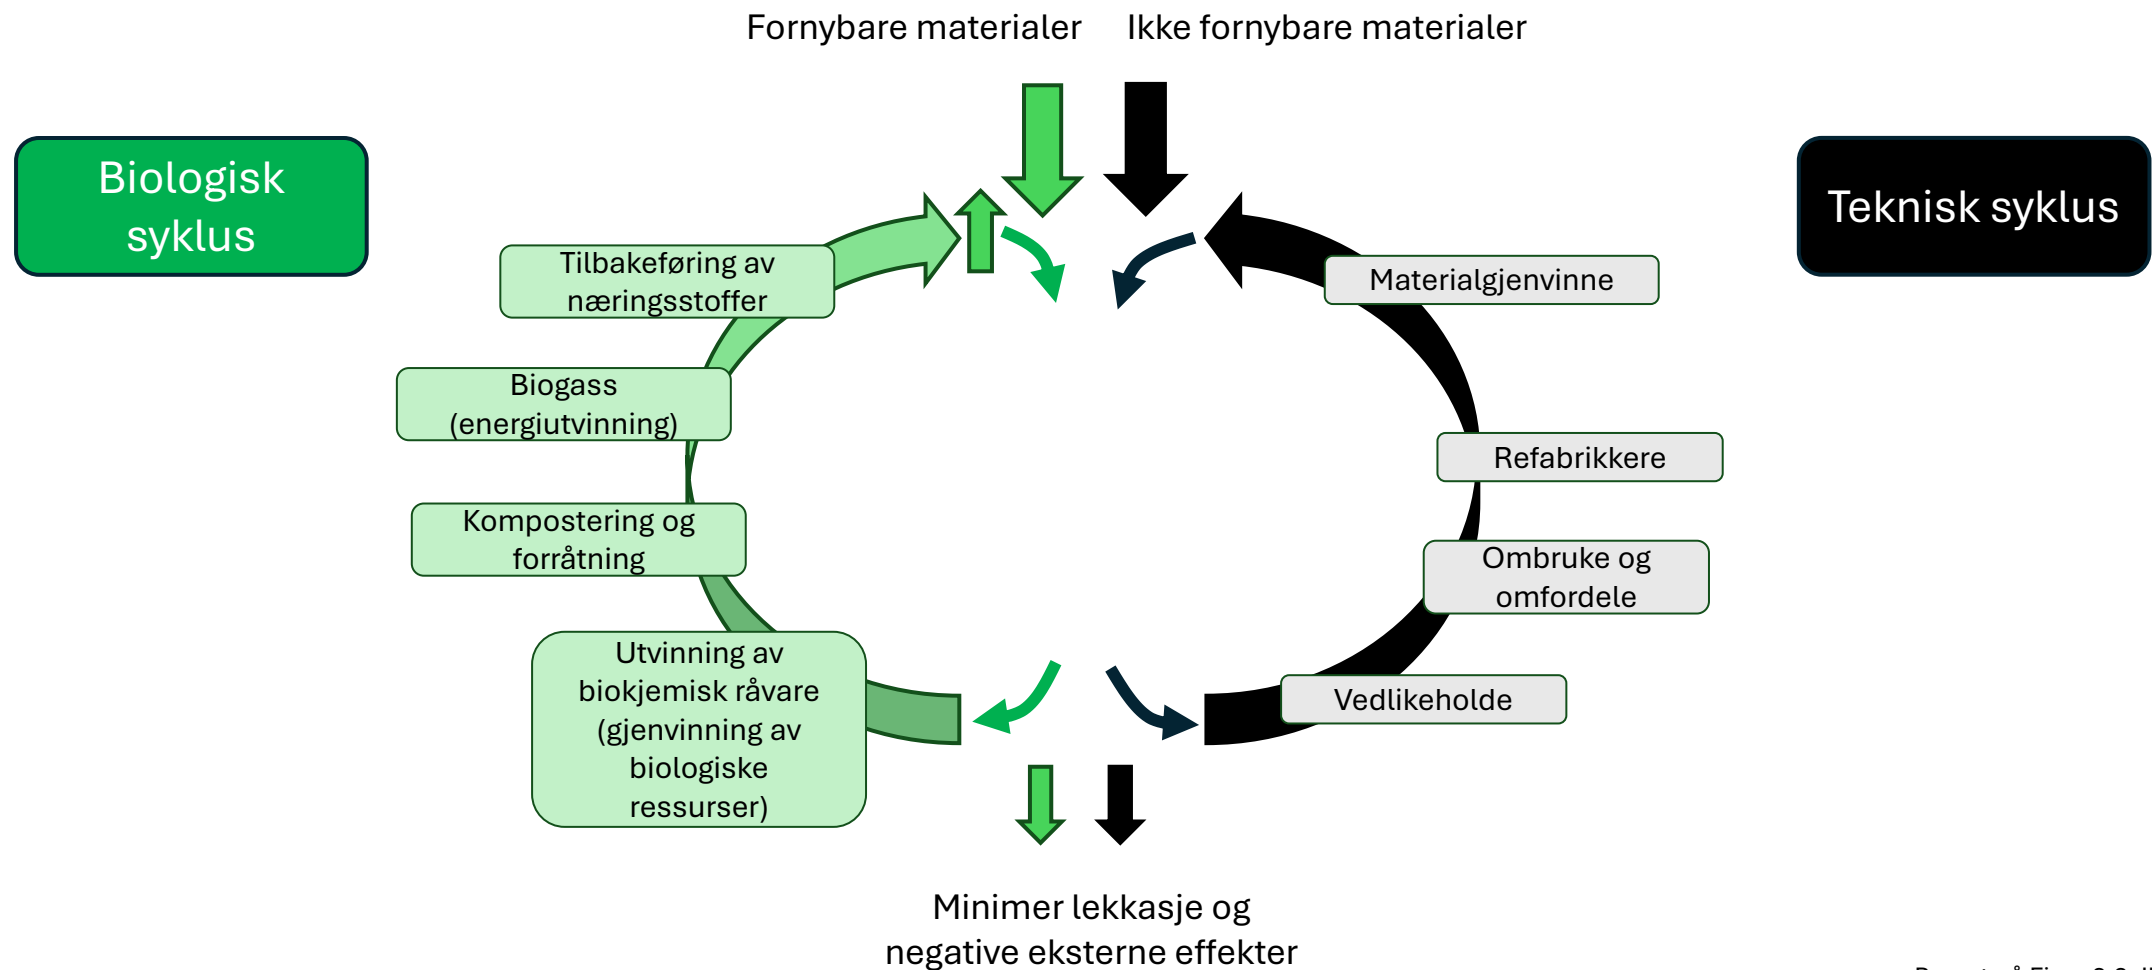 Fornybare materialer
Ikke fornybare materialer
Biologisk
syklus
Teknisk syklus
Tilbakeføring av
næringsstoffer
Materialgjenvinne
Biogass
(energiutvinning)
Refabrikkere
Kompostering og
forråtning
Ombruke og
omfordele
Utvinning av
biokjemisk råvare
(gjenvinning av
biologiske
ressurser)
Vedlikeholde
Minimer lekkasje og
negative eksterne effekter